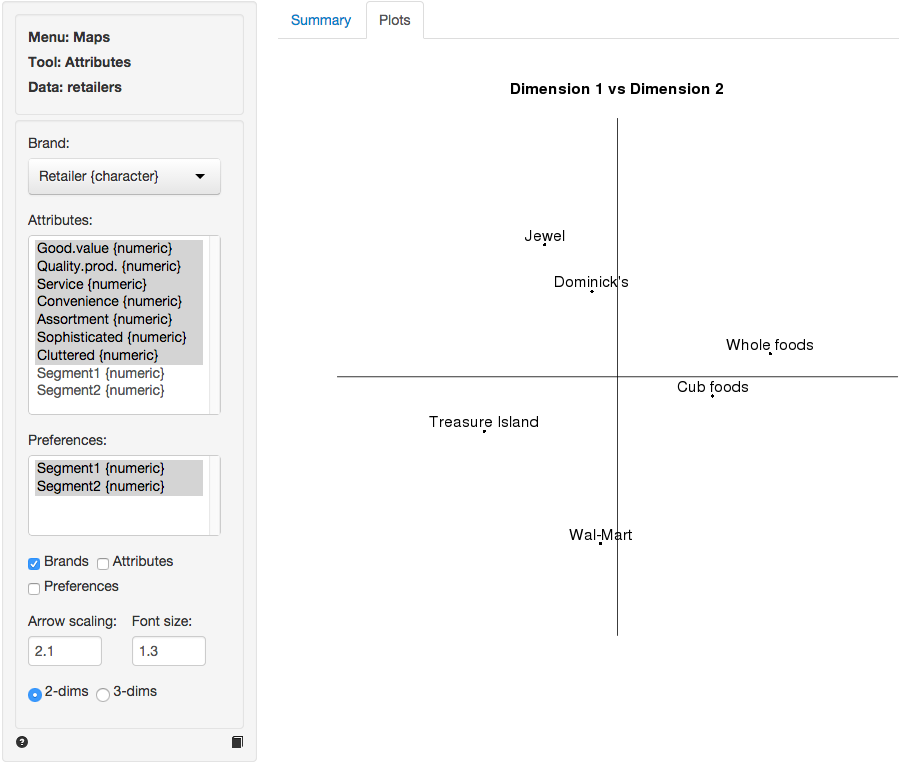 Menu: Maps
Tool: Attributes
Data: retailers
Brand:
Retailer {character}
Attributes:
Good.value {numeric}
Quality.prod. {numeric}
Service {numeric}
Convenience {numeric}
Assortment {numeric}
Sophisticated {numeric}
Cluttered {numeric}
Segment1 {numeric}
Segment2 {numeric}
Preferences:
Segment1 {numeric}
Segment2 {numeric}
Brands Attributes
Preferences
Arrow scaling: Font size:
2.1 1.3
2-dims 3-dims
?
Summary Plots
Dimension 1 vs Dimension 2
Jewel
Dominick's
Whole foods
Cub foods
Treasure Island
Wal-Mart